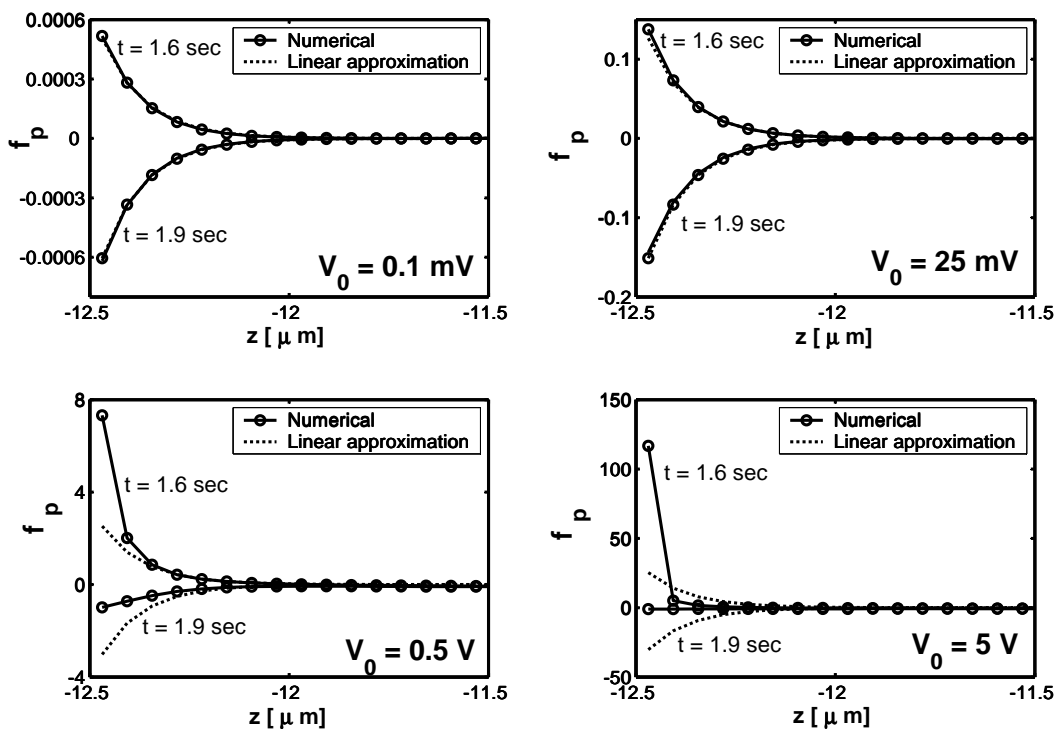 0.0006
0.0003
0
-0.0003
-0.0006
f p
t = 1.6 sec
Numerical
Linear approximation
t = 1.9 sec
V0 = 0.1 mV
-12.5
-12
-11.5
z [ μ m]
0.1
0
-0.1
-0.2
f p
t = 1.6 sec
Numerical
Linear approximation
t = 1.9 sec
V0 = 25 mV
-12.5
-12
-11.5
z [ μ m]
8
4
0
-4
f p
Numerical
Linear approximation
t = 1.6 sec
t = 1.9 sec
V0 = 0.5 V
-12.5
-12
-11.5
z [ μ m]
150
100
50
0
-50
f p
Numerical
Linear approximation
t = 1.6 sec
t = 1.9 sec
V0 = 5 V
-12.5
-12
-11.5
z [ μ m]